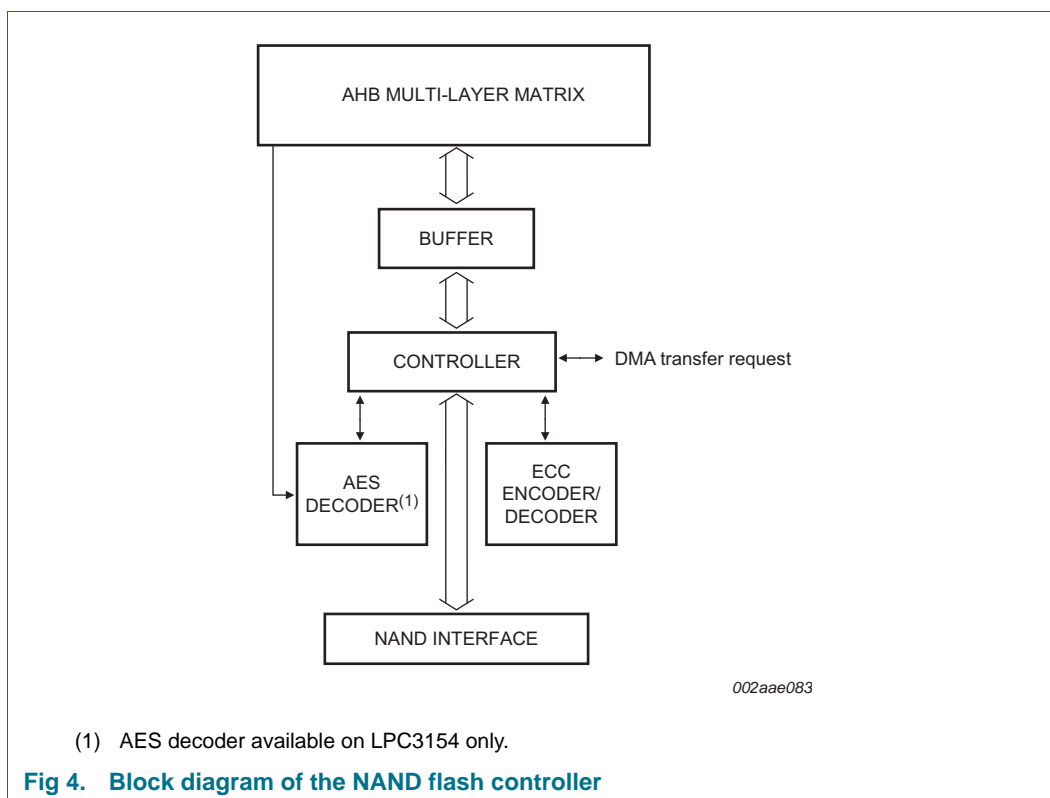 AHB MULTI-LAYER MATRIX
BUFFER
CONTROLLER
DMA transfer request
AES
DECODER(1)
ECC
ENCODER/
DECODER
NAND INTERFACE
002aae083
(1) AES decoder available on LPC3154 only.
Fig 4. Block diagram of the NAND flash controller